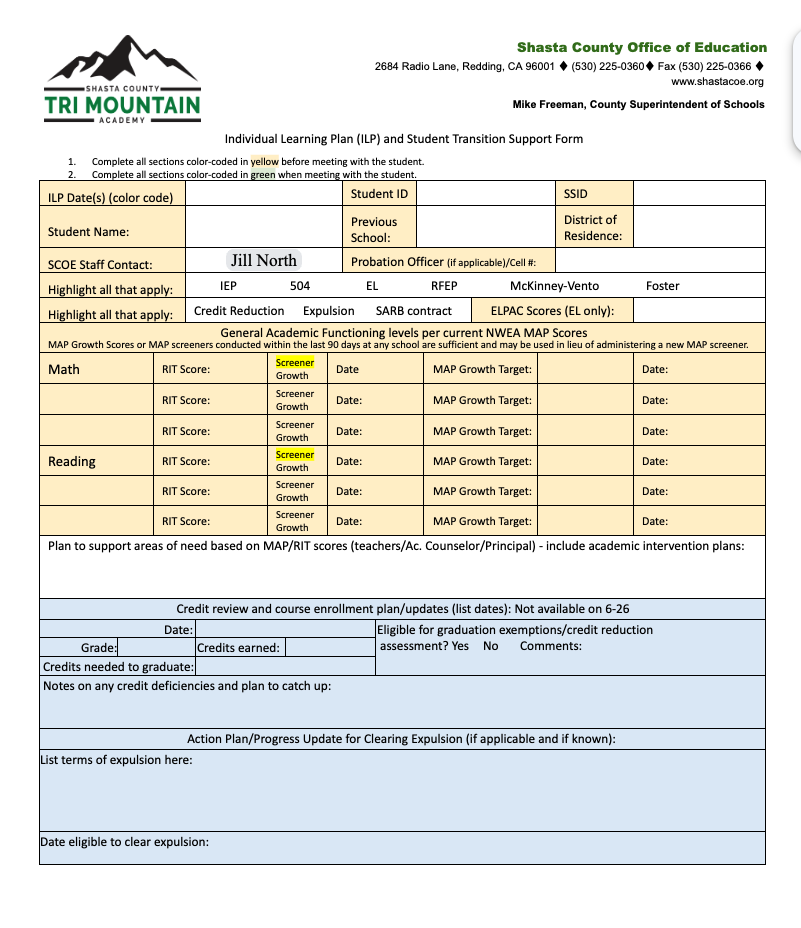 SHASTA COUNTY
TRI MOUNTAIN
ACADEMY
Shasta County Office of Education
2684 Radio Lane, Redding, CA 96001 ♦ (530) 225-0360♦ Fax (530) 225-0366 ♦
www.shastacoe.org
Mike Freeman, County Superintendent of Schools
Individual Learning Plan (ILP) and Student Transition Support Form
1. Complete all sections color-coded in yellow before meeting with the student.
2. Complete all sections color-coded in green when meeting with the student.
ILP Date(s) (color code) Student ID SSID
Student Name: Previous School: District of Residence:
SCOE Staff Contact: Jill North Probation Officer (if applicable)/Cell #:
Highlight all that apply: IEP 504 EL RFEP McKinney-Vento Foster
Highlight all that apply: Credit Reduction Expulsion SARB contract ELPAC Scores (EL only):
General Academic Functioning levels per current NWEA MAP Scores
MAP Growth Scores or MAP screeners conducted within the last 90 days at any school are sufficient and may be used in lieu of administering a new MAP screener.
Math RIT Score: Screener Growth Date MAP Growth Target: Date:
RIT Score: Screener Growth Date: MAP Growth Target: Date:
RIT Score: Screener Growth Date: MAP Growth Target: Date:
Reading RIT Score: Screener Growth Date: MAP Growth Target: Date:
RIT Score: Screener Growth Date: MAP Growth Target: Date:
RIT Score: Screener Growth Date: MAP Growth Target: Date:
Plan to support areas of need based on MAP/RIT scores (teachers/Ac. Counselor/Principal) - include academic intervention plans:
Credit review and course enrollment plan/updates (list dates): Not available on 6-26
Date:
Grade: Credits earned:
Credits needed to graduate:
Eligible for graduation exemptions/credit reduction
assessment? Yes No Comments:
Notes on any credit deficiencies and plan to catch up:
Action Plan/Progress Update for Clearing Expulsion (if applicable and if known):
List terms of expulsion here:
Date eligible to clear expulsion: